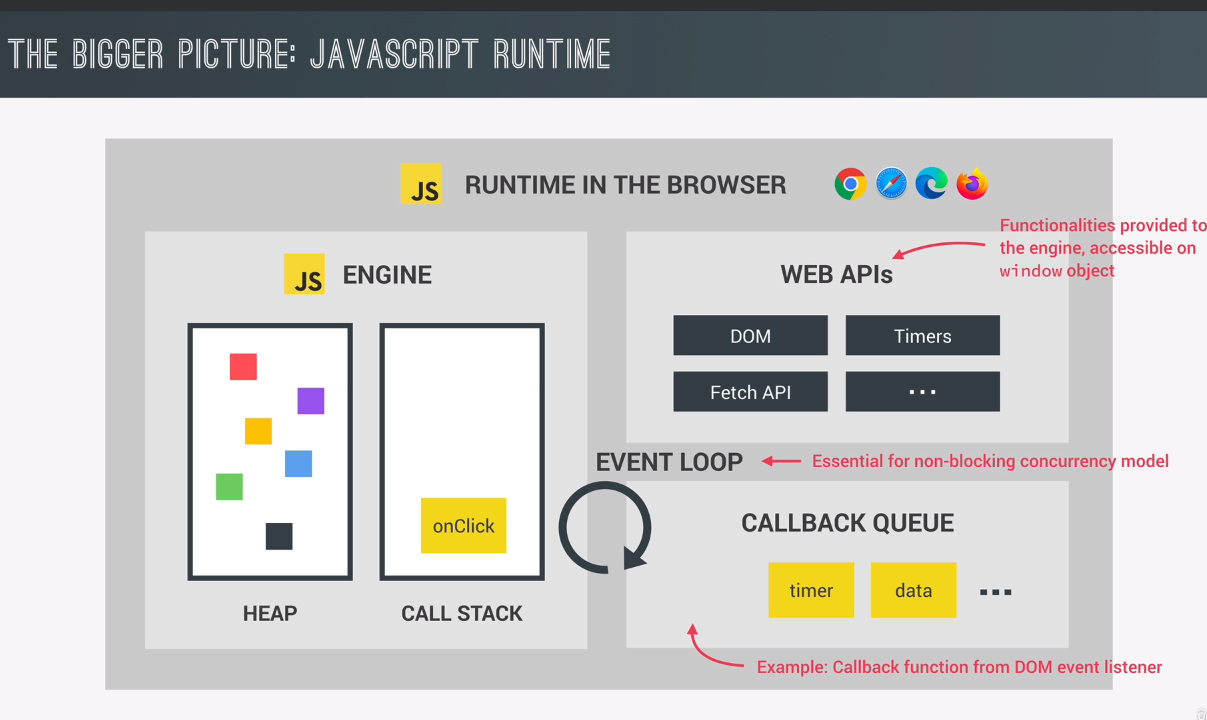 THE BIGGER PICTURE: JAVASCRIPT RUNTIME
JS RUNTIME IN THE BROWSER
Functionalities provided to
the engine, accessible on
window object
JS ENGINE
WEB APIs
DOM
Timers
Fetch API
...
EVENT LOOP
Essential for non-blocking concurrency model
onClick
CALLBACK QUEUE
timer
data
...
HEAP
CALL STACK
Example: Callback function from DOM event listener